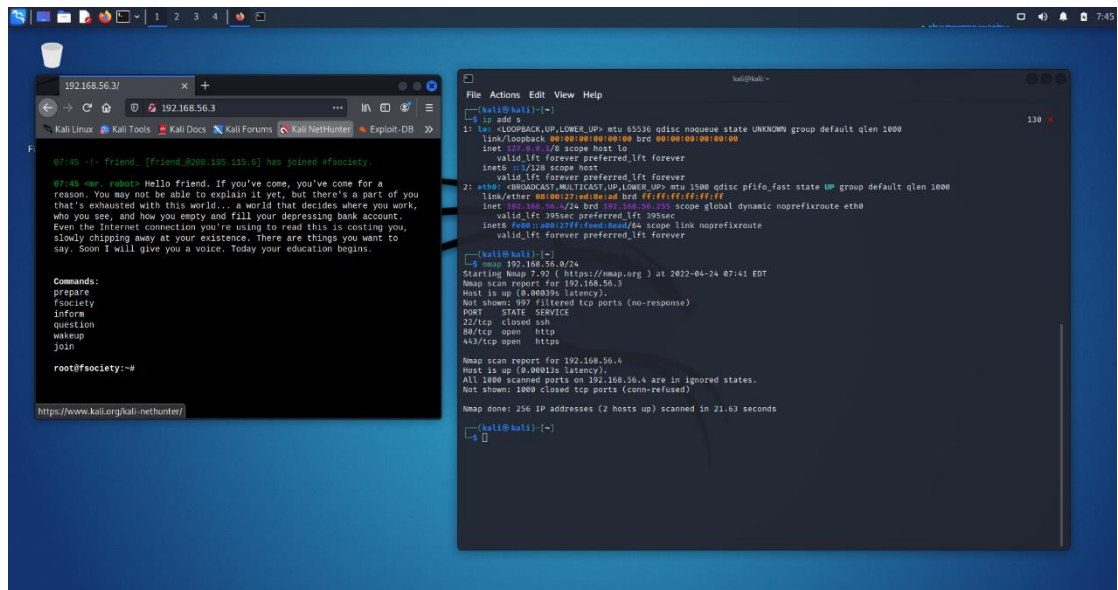 1 2 3 4
7:45
192.168.56.3/
192.168.56.3
Kali Linux Kali Tools Kali Docs Kali Forums Kali NetHunter Exploit-DB
07:45 -!- friend_ [friend_@208.185.115.6] has joined #fsociety.
07:45 <mr. robot> Hello friend. If you've come, you've come for a
reason. You may not be able to explain it yet, but there's a part of you
that's exhausted with this world... a world that decides where you work,
who you see, and how you empty and fill your depressing bank account.
Even the Internet connection you're using to read this is costing you,
slowly chipping away at your existence. There are things you want to
say. Soon I will give you a voice. Today your education begins.
Commands:
prepare
fsociety
inform
question
wakeup
join
root@fsociety:~#
https://www.kali.org/kali-nethunter/
kali@kali: ~
File Actions Edit View Help
┌──(kali㉿kali)-[~]
└─$ ip add s
130 ⨯
1: lo: <LOOPBACK,UP,LOWER_UP> mtu 65536 qdisc noqueue state UNKNOWN group default qlen 1000
link/loopback 00:00:00:00:00:00 brd 00:00:00:00:00:00
inet 127.0.0.1/8 scope host lo
valid_lft forever preferred_lft forever
inet6 ::1/128 scope host
valid_lft forever preferred_lft forever
2: eth0: <BROADCAST,MULTICAST,UP,LOWER_UP> mtu 1500 qdisc pfifo_fast state UP group default qlen 1000
link/ether 08:00:27:ed:8e:ad brd ff:ff:ff:ff:ff:ff
inet 192.168.56.4/24 brd 192.168.56.255 scope global dynamic noprefixroute eth0
valid_lft 395sec preferred_lft 395sec
inet6 fe80::a00:27ff:feed:8ead/64 scope link noprefixroute
valid_lft forever preferred_lft forever
┌──(kali㉿kali)-[~]
└─$ nmap 192.168.56.0/24
Starting Nmap 7.92 ( https://nmap.org ) at 2022-04-24 07:41 EDT
Nmap scan report for 192.168.56.3
Host is up (0.00039s latency).
Not shown: 997 filtered tcp ports (no-response)
PORT STATE SERVICE
22/tcp closed ssh
80/tcp open http
443/tcp open https
Nmap scan report for 192.168.56.4
Host is up (0.00013s latency).
All 1000 scanned ports on 192.168.56.4 are in ignored states.
Not shown: 1000 closed tcp ports (conn-refused)
Nmap done: 256 IP addresses (2 hosts up) scanned in 21.63 seconds
┌──(kali㉿kali)-[~]
└─$